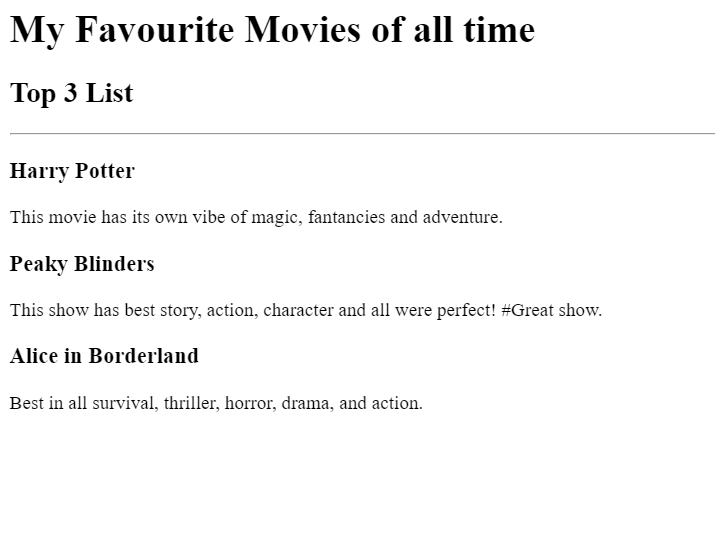 My Favourite Movies of all time
Top 3 List
Harry Potter
This movie has its own vibe of magic, fantancies and adventure.
Peaky Blinders
This show has best story, action, character and all were perfect! #Great show.
Alice in Borderland
Best in all survival, thriller, horror, drama, and action.